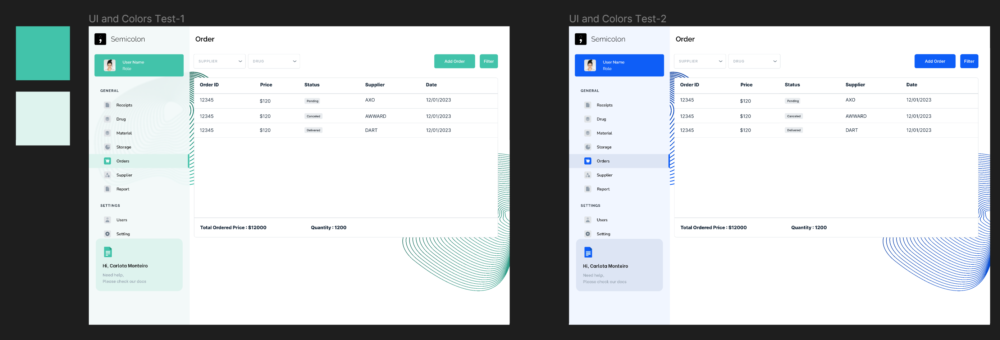 UI and Colors Test-1
Semicolon
User Name
Role
GENERAL
Receipts
Drug
Material
Storage
Orders
Supplier
Report
SETTINGS
Users
Setting
Hi, Carlota Monteiro
Need help,
Please check our docs
Order
SUPPLIER DRUG Add Order Filter
Order ID Price Status Supplier Date
12345 $120 Pending AXO 12/01/2023
12345 $120 Canceled AWWARD 12/01/2023
12345 $120 Delivered DART 12/01/2023
Total Ordered Price : $12000 Quantity : 1200
UI and Colors Test-2
Semicolon
User Name
Role
GENERAL
Receipts
Drug
Material
Storage
Orders
Supplier
Report
SETTINGS
Users
Setting
Hi, Carlota Monteiro
Need help,
Please check our docs
Order
SUPPLIER DRUG Add Order Filter
Order ID Price Status Supplier Date
12345 $120 Pending AXO 12/01/2023
12345 $120 Canceled AWWARD 12/01/2023
12345 $120 Delivered DART 12/01/2023
Total Ordered Price : $12000 Quantity : 1200